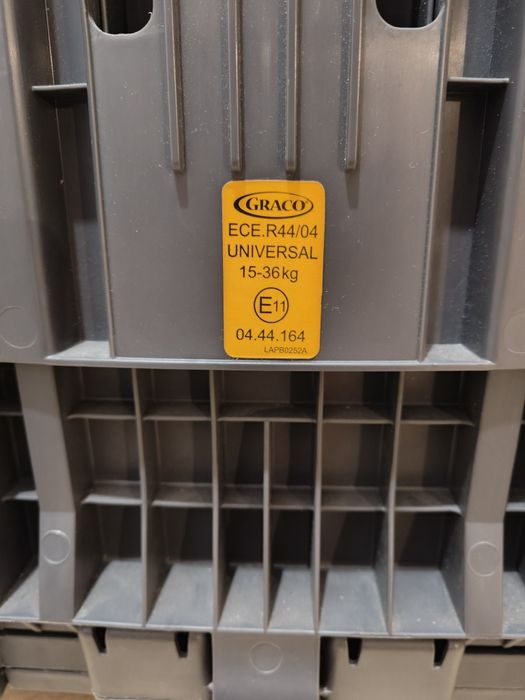 GRACO
ECE.R44/04
UNIVERSAL
15-36kg
E11
04.44.164
LAPB0252A